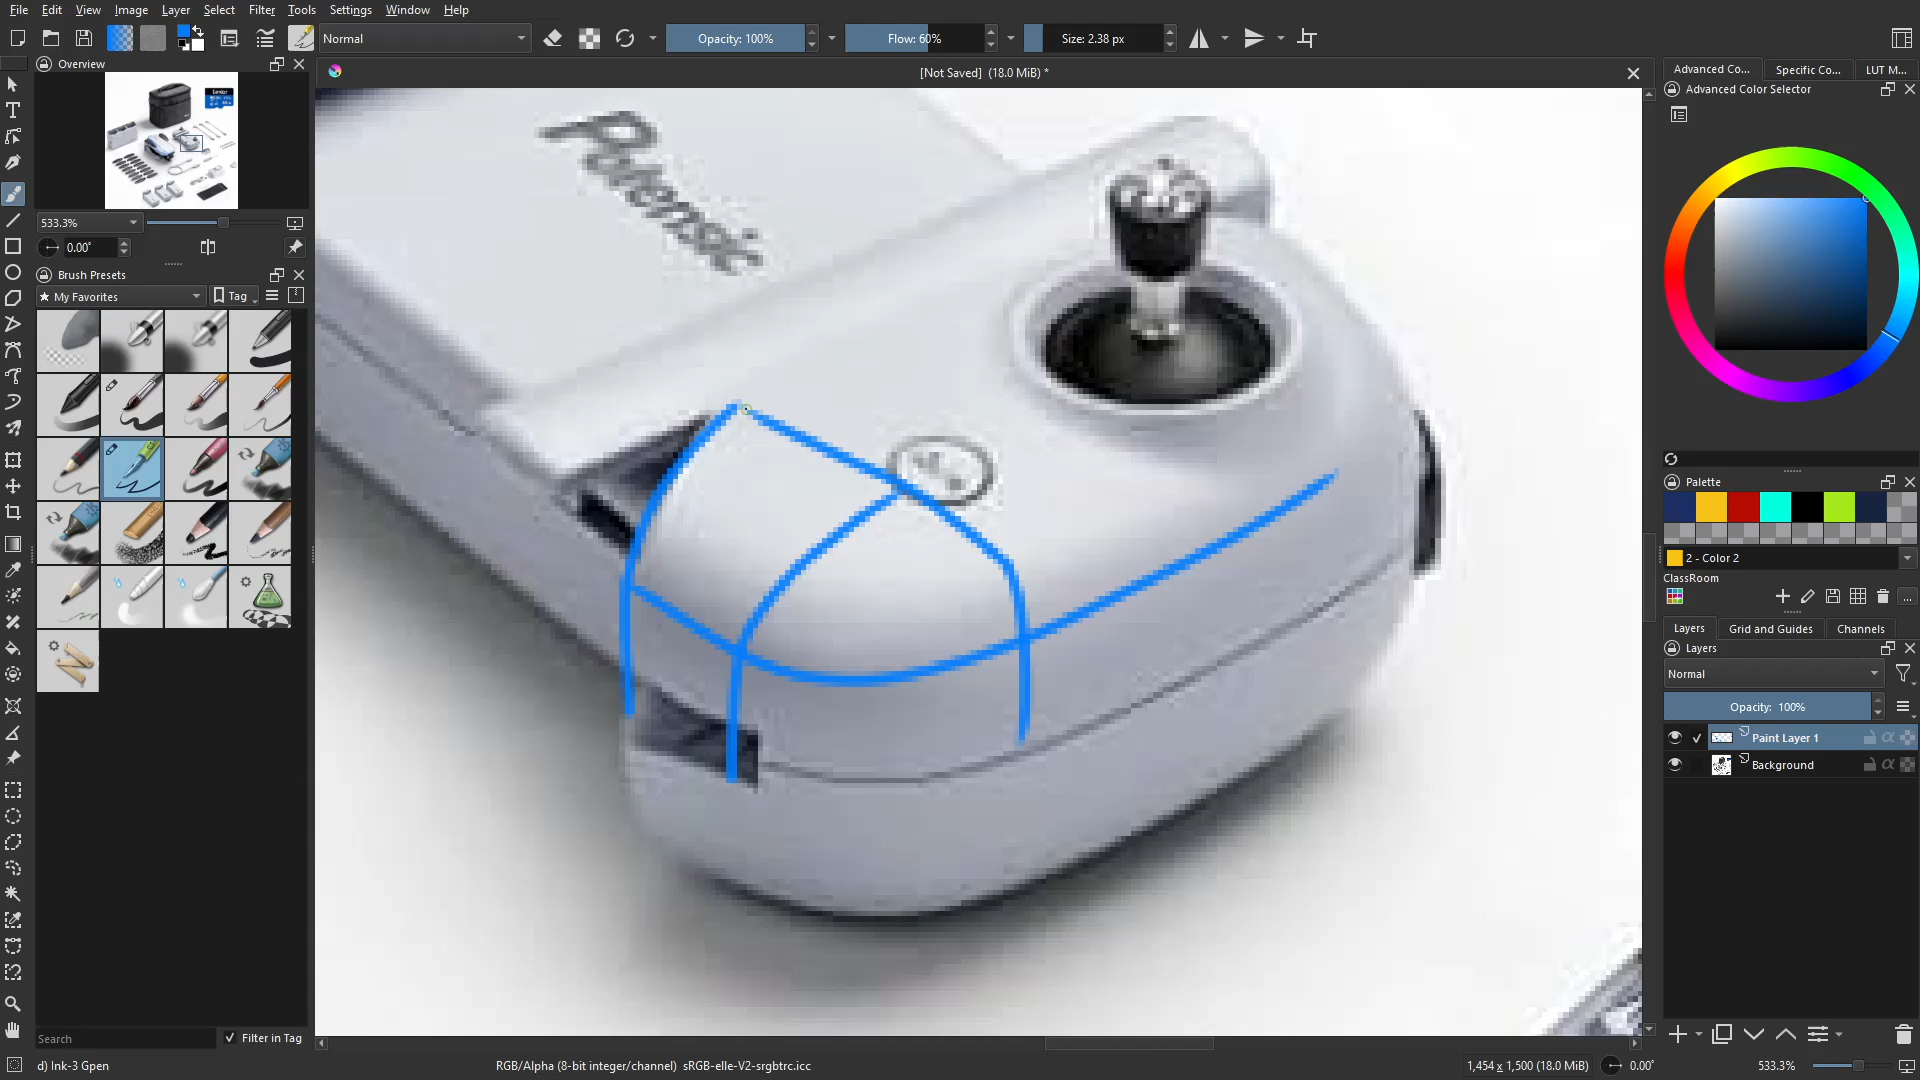 File Edit View Image Layer Select Filter Tools Settings Window Help
Normal
Opacity: 100%
Flow: 60%
Size: 2.38 px
Overview
[Not Saved] (18.0 MiB) *
Advanced Co...
Specific Co...
LUT M...
Advanced Color Selector
Potensic
533.3%
0.00°
Brush Presets
My Favorites
Tag
Palette
2 - Color 2
ClassRoom
...
Layers
Grid and Guides
Channels
Layers
Normal
Opacity: 100%
Paint Layer 1
Background
Search
Filter in Tag
d) Ink-3 Gpen
RGB/Alpha (8-bit integer/channel) sRGB-elle-V2-srgbtrc.icc
1,454 x 1,500 (18.0 MiB)
0.00°
533.3%